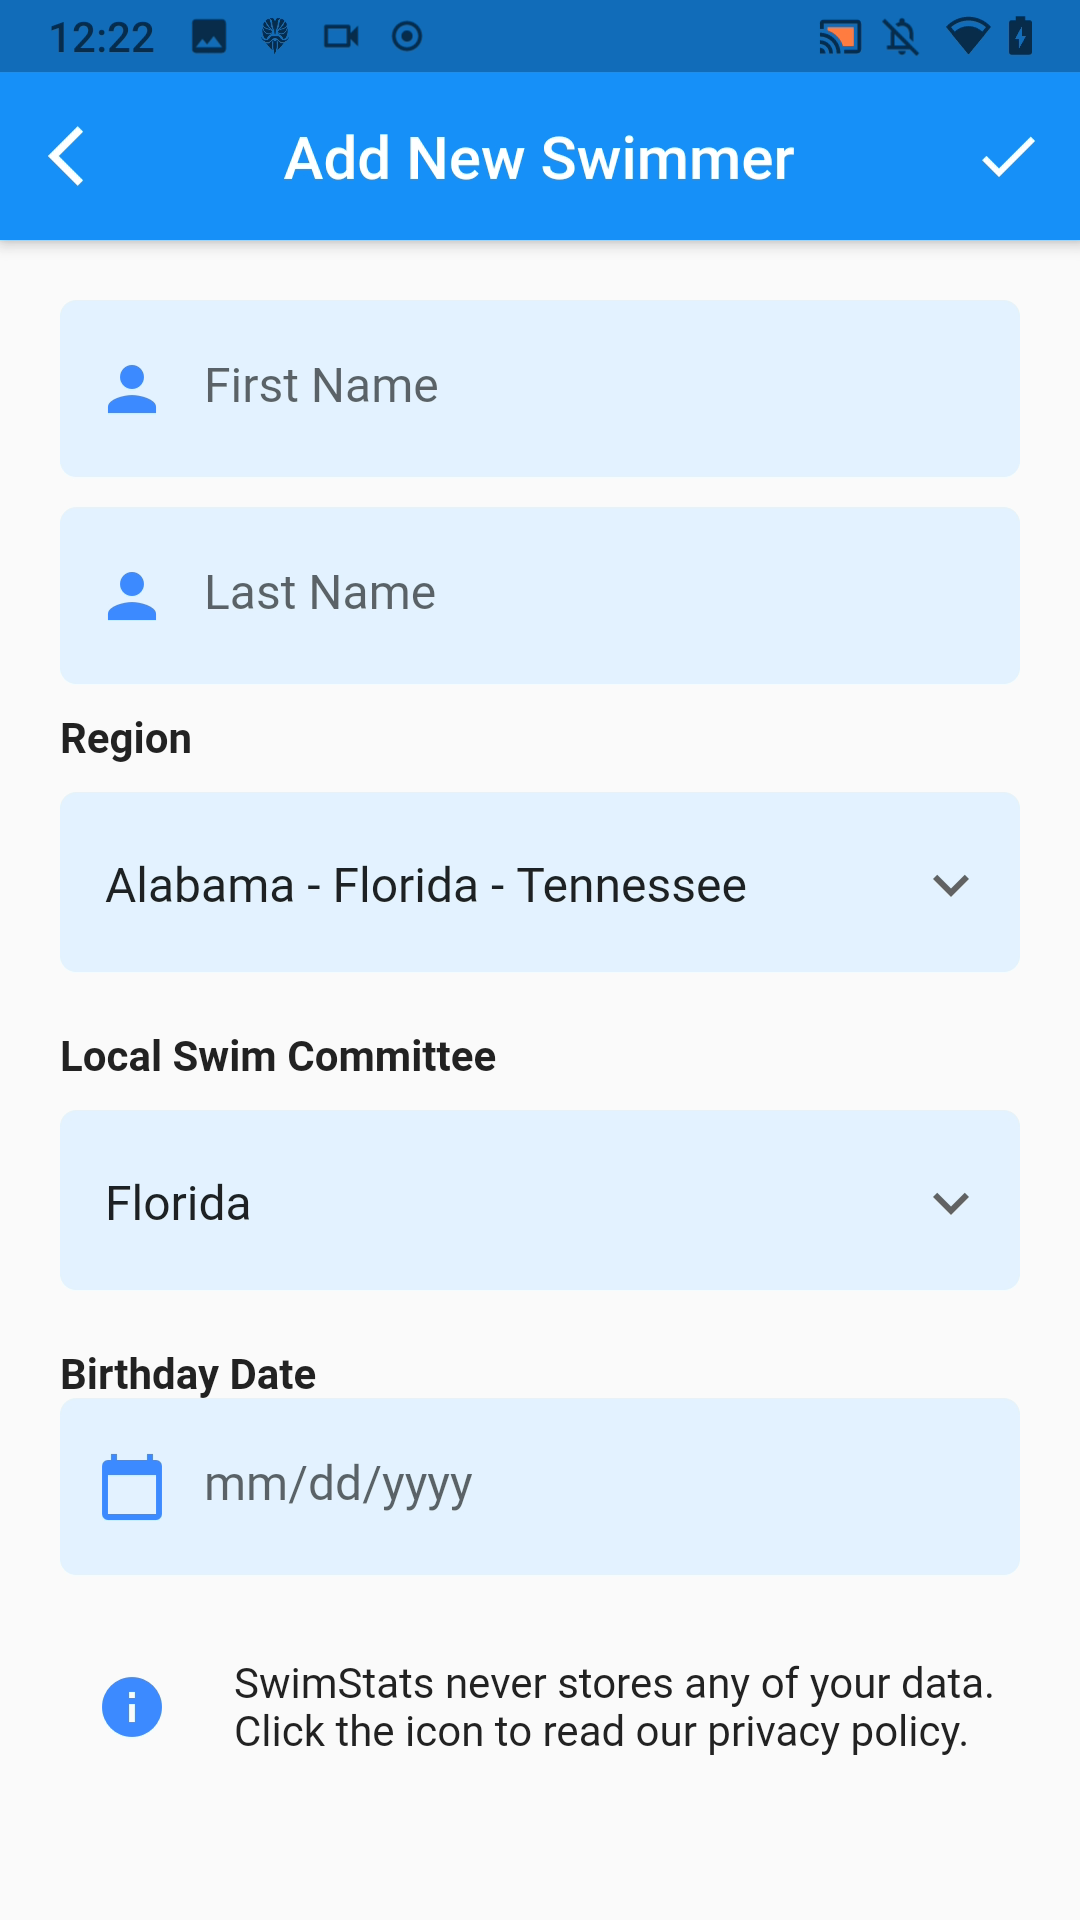 12:22
Add New Swimmer
First Name
Last Name
Region
Alabama - Florida - Tennessee
Local Swim Committee
Florida
Birthday Date
mm/dd/yyyy
SwimStats never stores any of your data.
Click the icon to read our privacy policy.